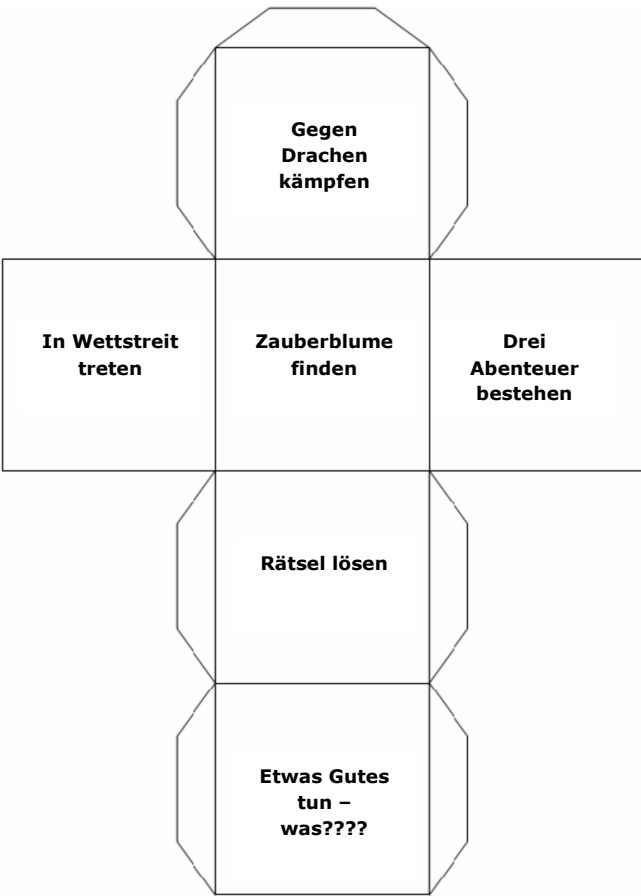 Gegen
Drachen
kämpfen
In Wettstreit
treten
Zauberblume
finden
Drei
Abenteuer
bestehen
Rätsel lösen
Etwas Gutes
tun –
was????